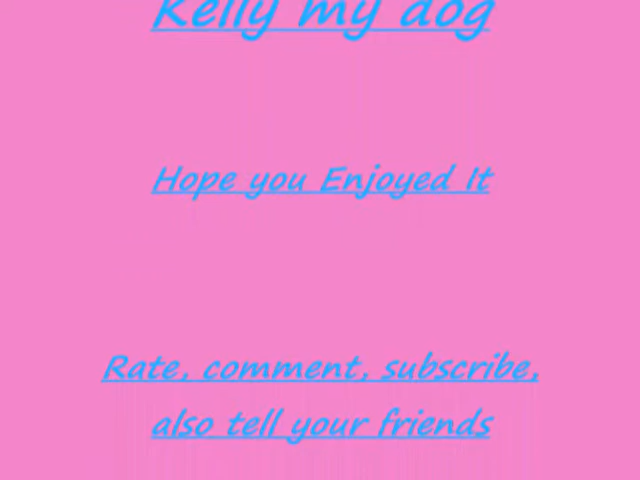 Kelly my dog
Hope you Enjoyed It
Rate, comment, subscribe,
also tell your friends